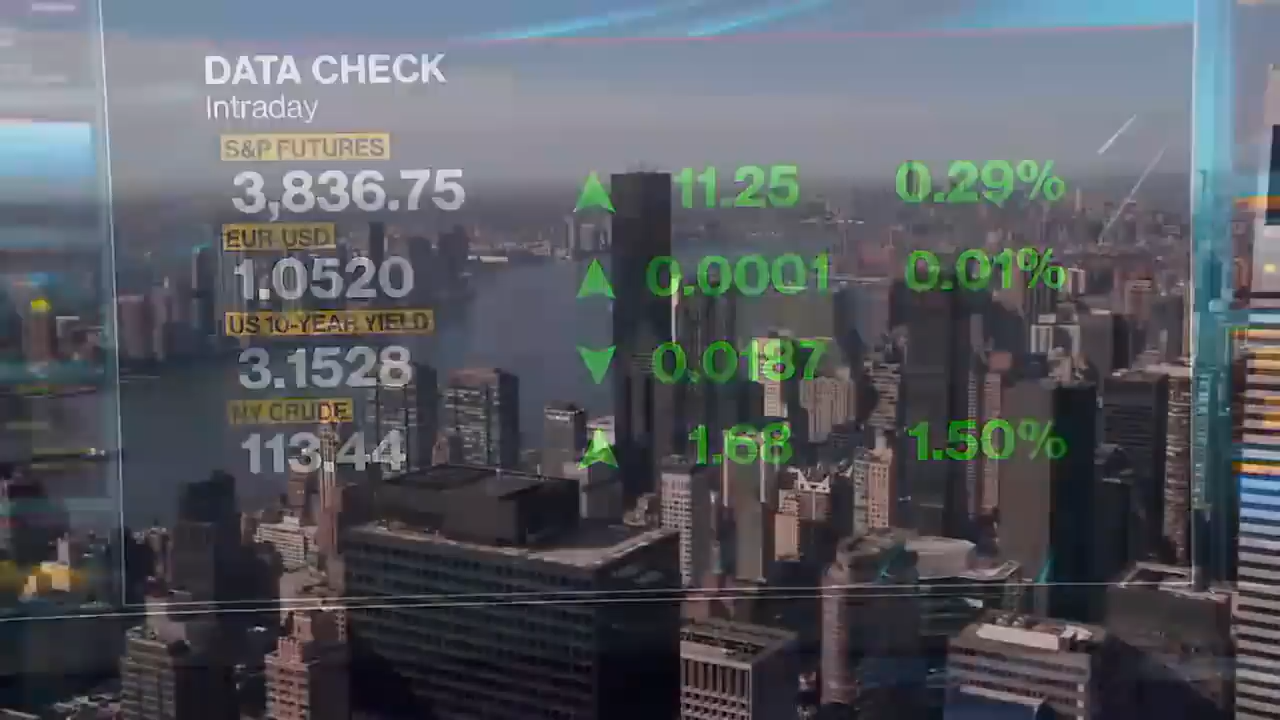 DATA CHECK
Intraday
S&P FUTURES
3,836.75 11.25 0.29%
EUR USD
1.0520 0.0001 0.01%
US 10-YEAR YIELD
3.1528 0.0187
NY CRUDE
113.44 1.68 1.50%